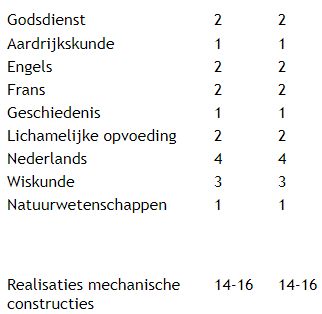 Godsdienst 2 2
Aardrijkskunde 1 1
Engels 2 2
Frans 2 2
Geschiedenis 1 1
Lichamelijke opvoeding 2 2
Nederlands 4 4
Wiskunde 3 3
Natuurwetenschappen 1 1
Realisaties mechanische 14-16 14-16
constructies